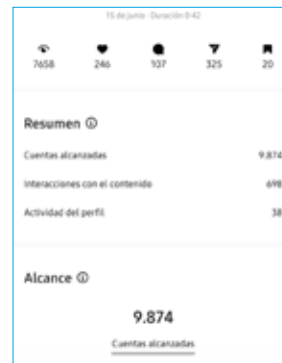 15 de junio · Duración 0:42
7658 246 107 325 20
Resumen
Cuentas alcanzadas 9.874
Interacciones con el contenido 698
Actividad del perfil 38
Alcance
9.874
Cuentas alcanzadas